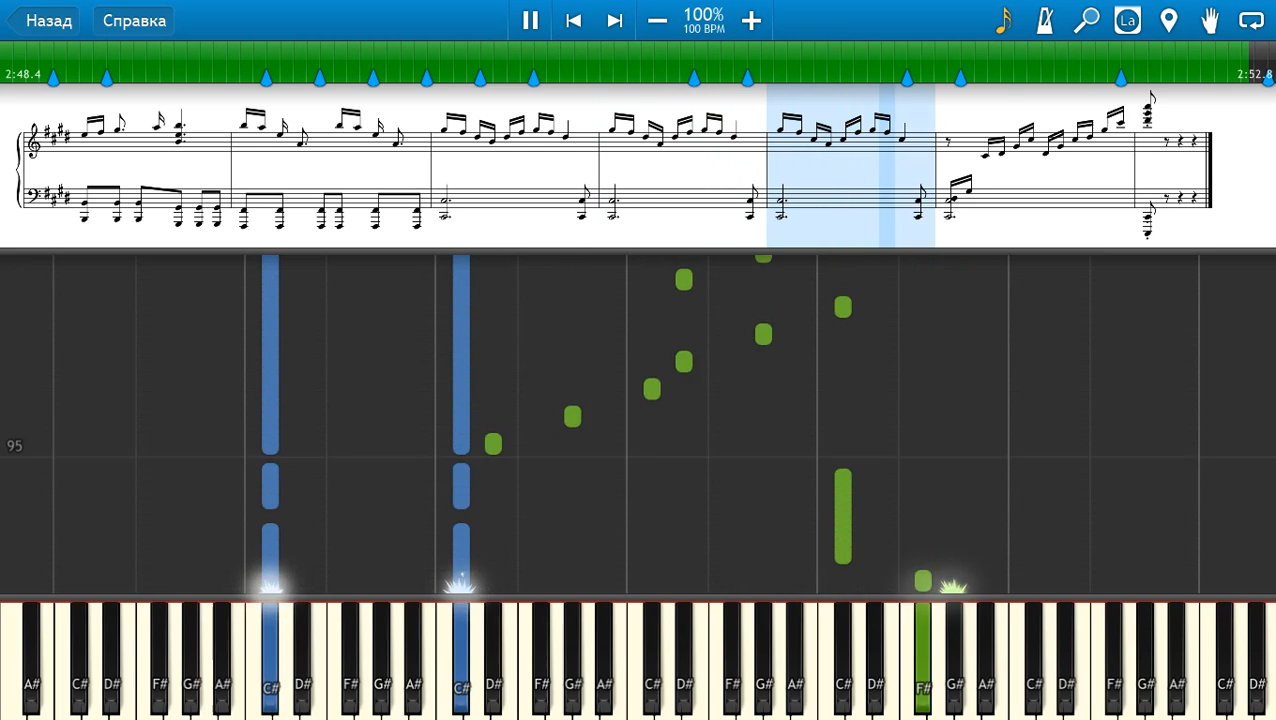 Назад Справка 100% La
100 BPM
2:48.4 2:52.8
95
A# C# D# F# G# A# C# D# F# G# A# C# D# F# G# A# C# D# F# G# A# C# D# F# G# A# C# D# F# G# A# C# D#